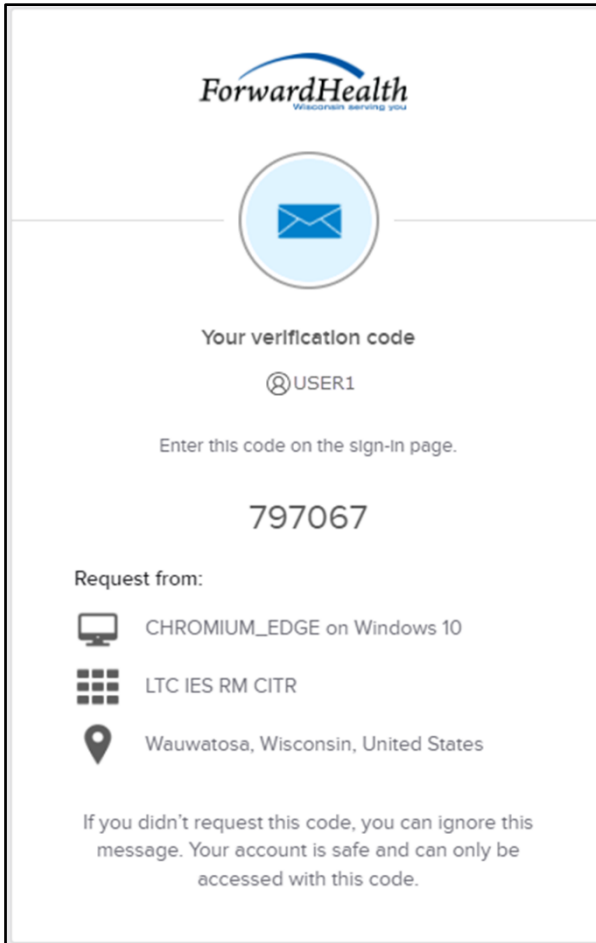 ForwardHealth
Wisconsin serving you
Your verification code
USER1
Enter this code on the sign-in page.
797067
Request from:
CHROMIUM_EDGE on Windows 10
LTC IES RM CITR
Wauwatosa, Wisconsin, United States
If you didn’t request this code, you can ignore this
message. Your account is safe and can only be
accessed with this code.